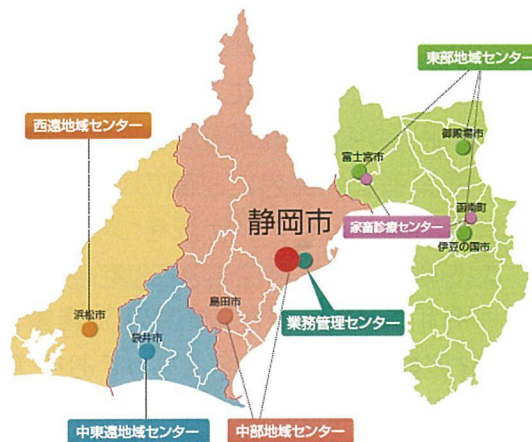 東部地域センター
西遠地域センター
御殿場市
富士宮市
函南町
家畜診療センター
静岡市
伊豆の国市
島田市
業務管理センター
浜松市
袋井市
中東遠地域センター
中部地域センター